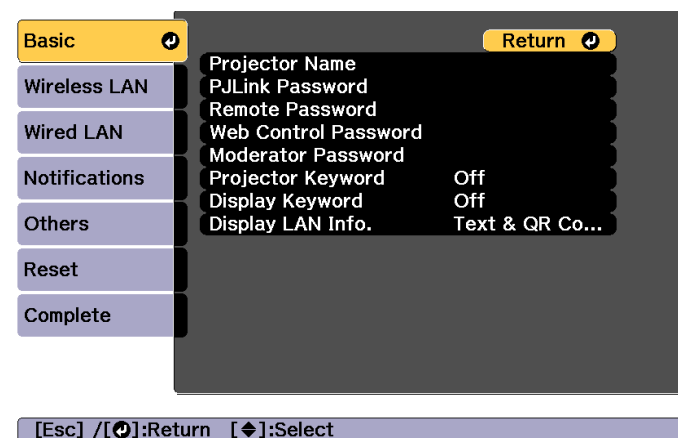 Basic
Wireless LAN
Wired LAN
Notifications
Others
Reset
Complete
Return
Projector Name
PJLink Password
Remote Password
Web Control Password
Moderator Password
Projector Keyword Off
Display Keyword Off
Display LAN Info. Text & QR Co...
[Esc] /[⏎]:Return [◆]:Select